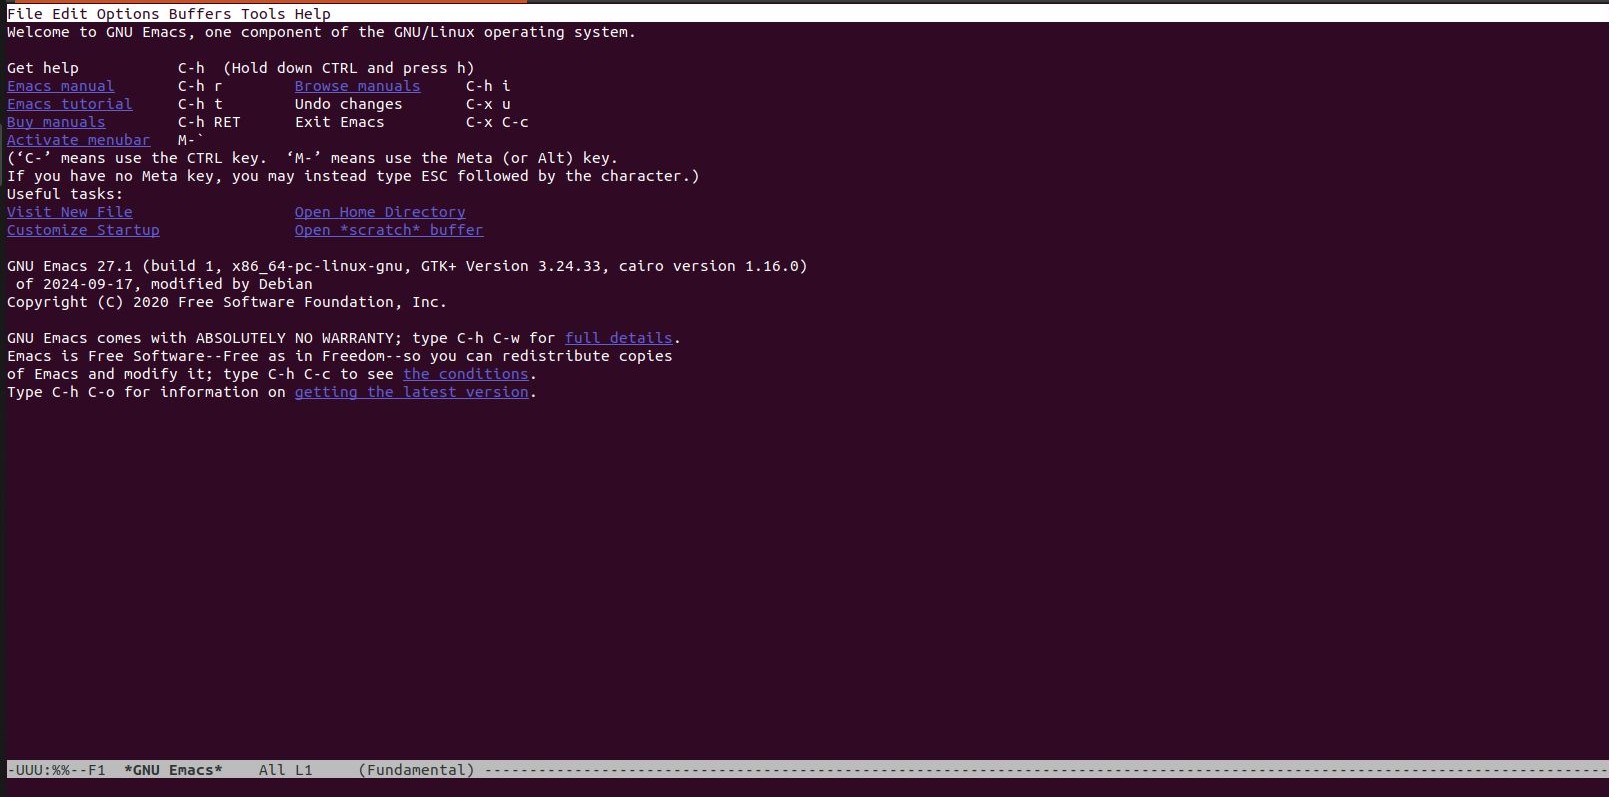 File Edit Options Buffers Tools Help
Welcome to GNU Emacs, one component of the GNU/Linux operating system.
Get help           C-h  (Hold down CTRL and press h)
Emacs manual       C-h r        Browse manuals     C-h i
Emacs tutorial     C-h t        Undo changes       C-x u
Buy manuals        C-h RET      Exit Emacs         C-x C-c
Activate menubar   M-`
(‘C-’ means use the CTRL key.  ‘M-’ means use the Meta (or Alt) key.
If you have no Meta key, you may instead type ESC followed by the character.)
Useful tasks:
Visit New File                  Open Home Directory
Customize Startup               Open *scratch* buffer
GNU Emacs 27.1 (build 1, x86_64-pc-linux-gnu, GTK+ Version 3.24.33, cairo version 1.16.0)
 of 2024-09-17, modified by Debian
Copyright (C) 2020 Free Software Foundation, Inc.
GNU Emacs comes with ABSOLUTELY NO WARRANTY; type C-h C-w for full details.
Emacs is Free Software--Free as in Freedom--so you can redistribute copies
of Emacs and modify it; type C-h C-c to see the conditions.
Type C-h C-o for information on getting the latest version.
-UUU:%%--F1  *GNU Emacs*    All L1     (Fundamental) -----------------------------------------------------------------------------------------------------------------------------